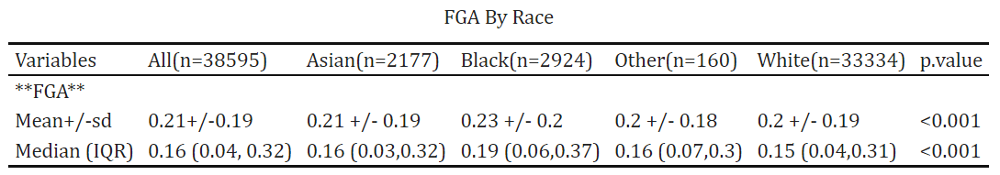 FGA By Race
Variables All(n=38595) Asian(n=2177) Black(n=2924) Other(n=160) White(n=33334) p.value
**FGA**
Mean+/-sd 0.21+/-0.19 0.21 +/- 0.19 0.23 +/- 0.2 0.2 +/- 0.18 0.2 +/- 0.19 <0.001
Median (IQR) 0.16 (0.04, 0.32) 0.16 (0.03,0.32) 0.19 (0.06,0.37) 0.16 (0.07,0.3) 0.15 (0.04,0.31) <0.001